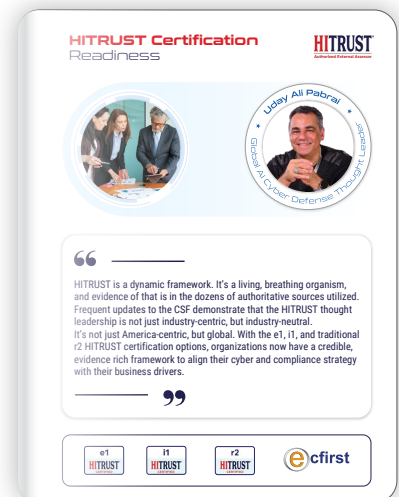 HITRUST Certification
Readiness
HITRUST
Authorized External Assessor
Uday Ali Pabrai
Global AI Cyber Defense Thought Leader
HITRUST is a dynamic framework. It's a living, breathing organism,
and evidence of that is in the dozens of authoritative sources utilized.
Frequent updates to the CSF demonstrate that the HITRUST thought
leadership is not just industry-centric, but industry-neutral.
It's not just America-centric, but global. With the e1, i1, and traditional
r2 HITRUST certification options, organizations now have a credible,
evidence rich framework to align their cyber and compliance strategy
with their business drivers.
e1
HITRUST
CERTIFIED
i1
HITRUST
CERTIFIED
r2
HITRUST
CERTIFIED
ecfirst